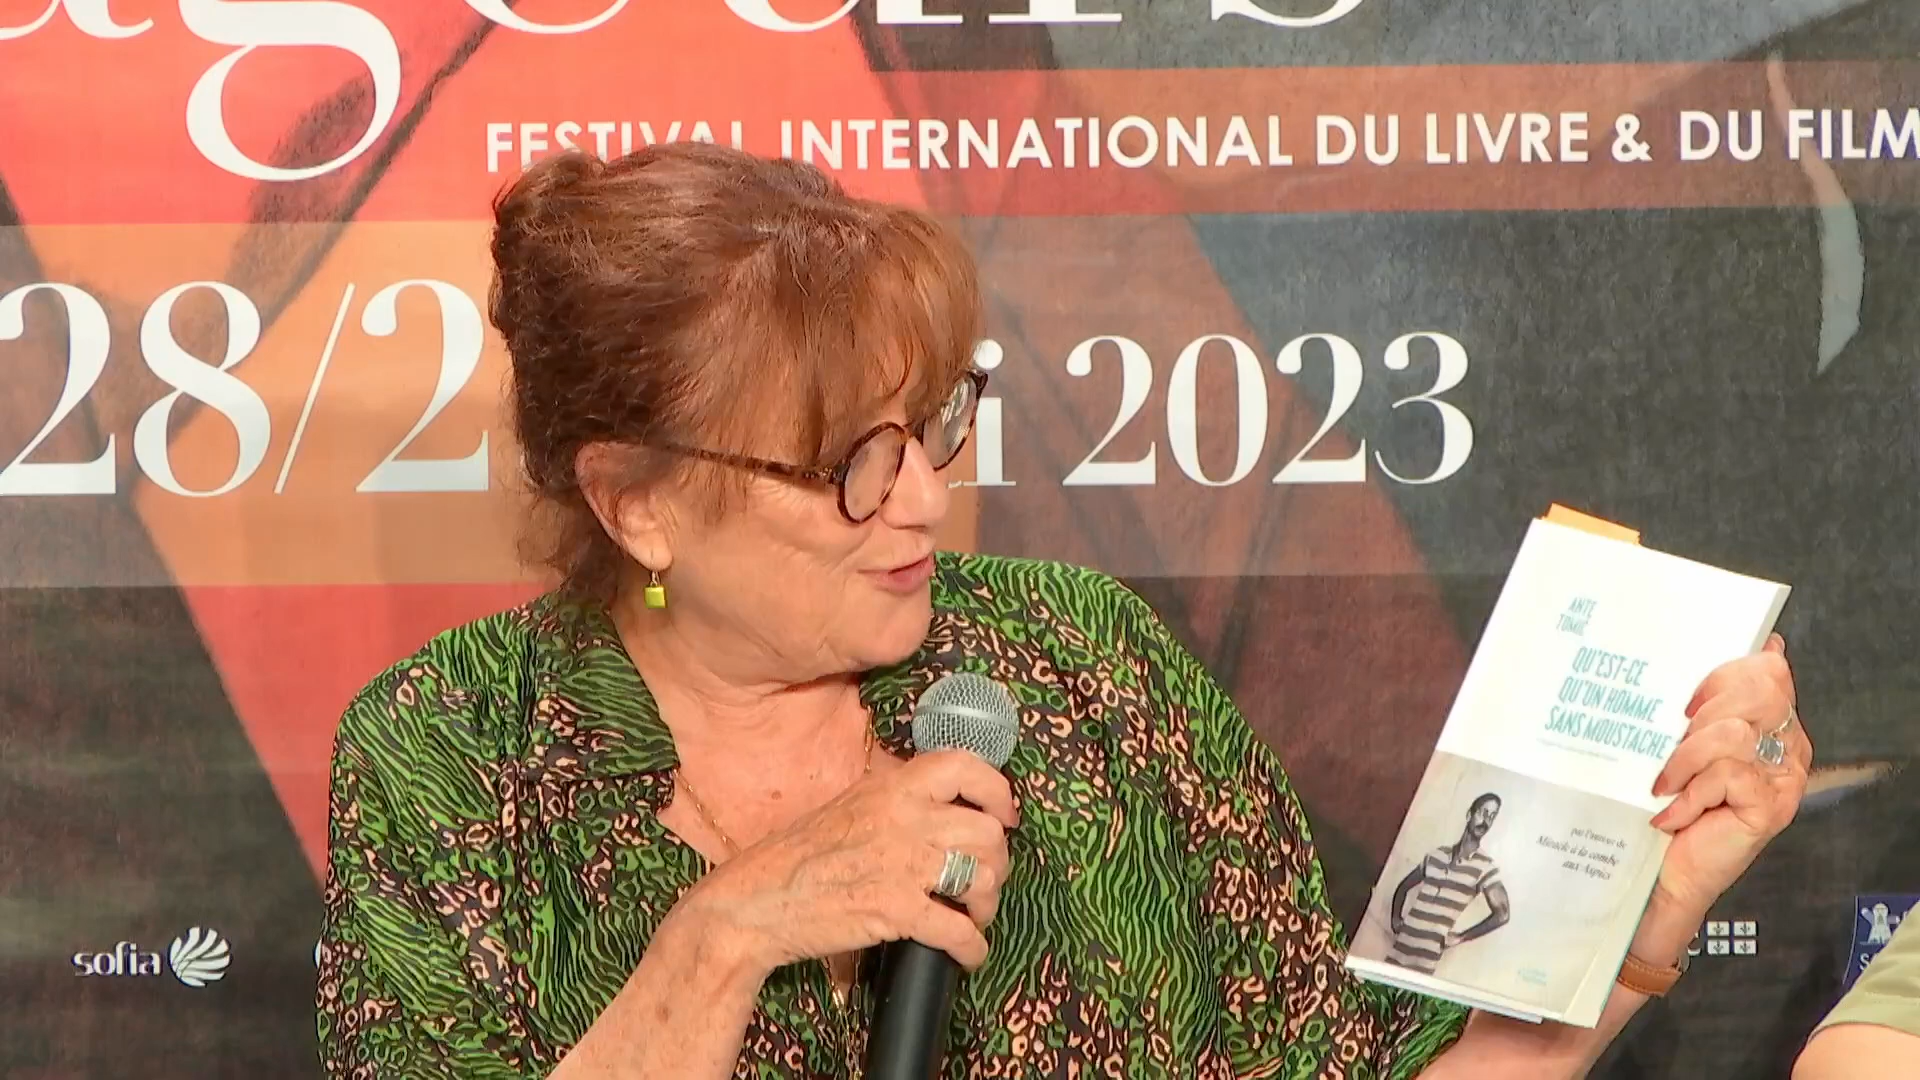 FESTIVAL INTERNATIONAL DU LIVRE & DU FILM
28/2
i 2023
ANTE
TOMIĆ
QU'EST-CE
QU'UN HOMME
SANS MOUSTACHE
par l'auteur de
Miracle à la combe
aux Aspics
sofia